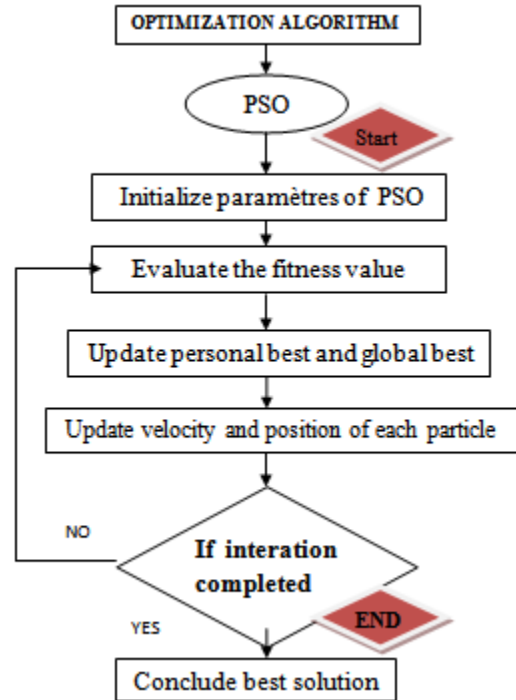 OPTIMIZATION ALGORITHM
PSO
Start
Initialize paramètres of PSO
Evaluate the fitness value
Update personal best and global best
Update velocity and position of each particle
NO
If interation
completed
END
YES
Conclude best solution